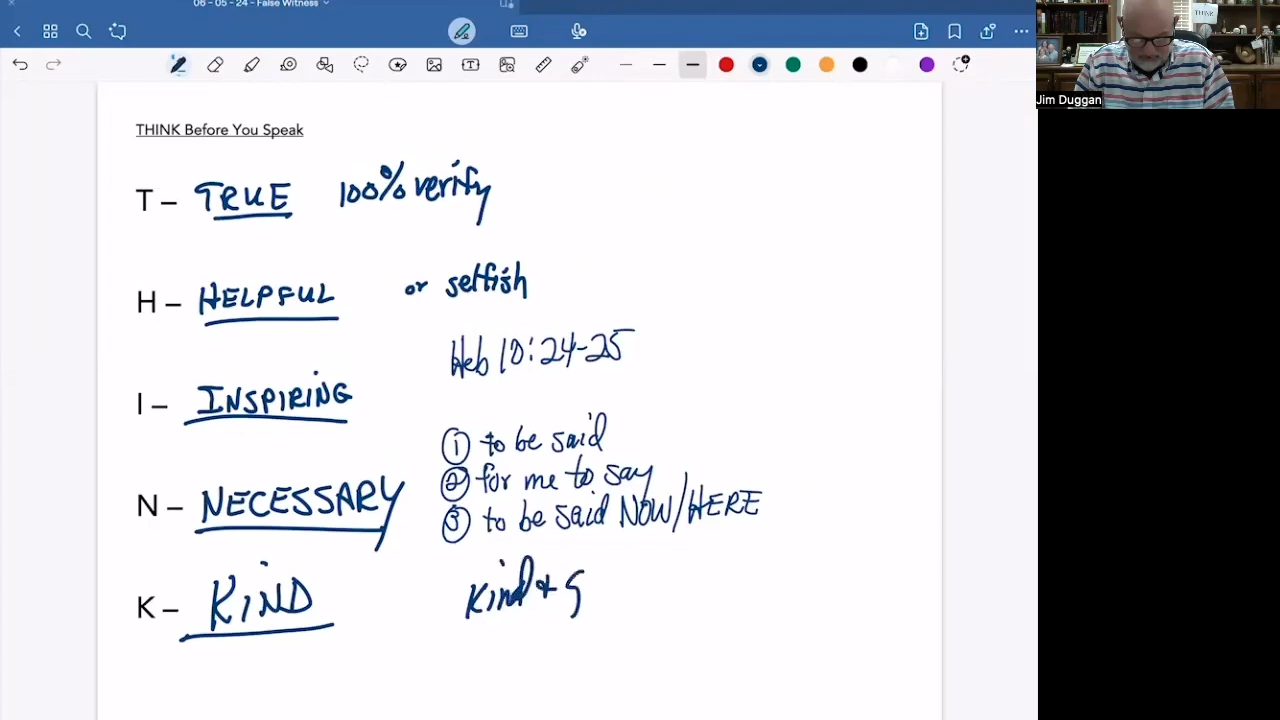 06 - 05 - 24 - False Witness
THINK
Jim Duggan
THINK Before You Speak
T – TRUE 100% verify
H – HELPFUL or selfish
Heb 10:24-25
I – INSPIRING
① to be said
② for me to say
N – NECESSARY
③ to be said NOW/HERE
K – KIND kind + g